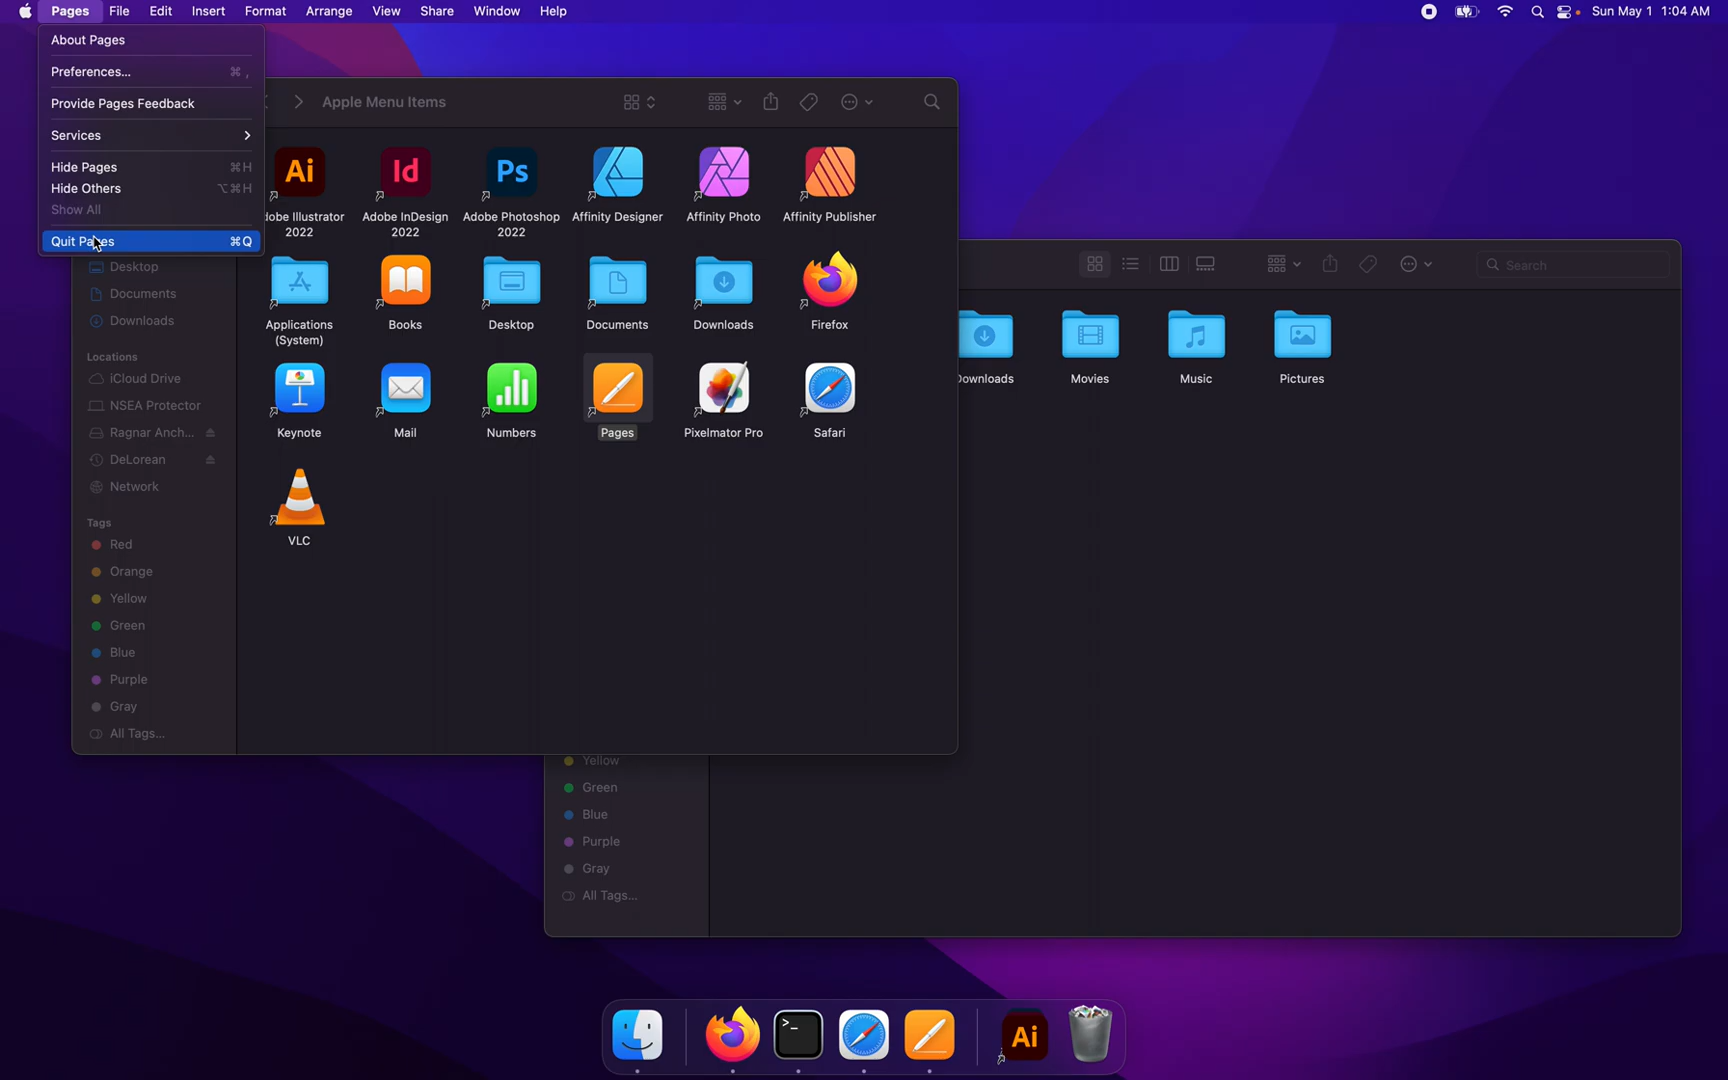 Pages File Edit Insert Format Arrange View Share Window Help Sun May 1 1:04 AM
About Pages
Preferences... ⌘ ,
Provide Pages Feedback
Services
Hide Pages ⌘H
Hide Others ⌥⌘H
Show All
Quit Pages ⌘Q
Apple Menu Items
Desktop
Documents
Downloads
Locations
iCloud Drive
NSEA Protector
Ragnar Anch...
DeLorean
Network
Tags
Red
Orange
Yellow
Green
Blue
Purple
Gray
All Tags...
Ai Id Ps
dobe Illustrator Adobe InDesign Adobe Photoshop Affinity Designer Affinity Photo Affinity Publisher
2022 2022 2022
Applications Books Desktop Documents Downloads Firefox
(System)
Keynote Mail Numbers Pages Pixelmator Pro Safari
VLC
Search
Downloads Movies Music Pictures
Yellow
Green
Blue
Purple
Gray
All Tags...
>_ Ai